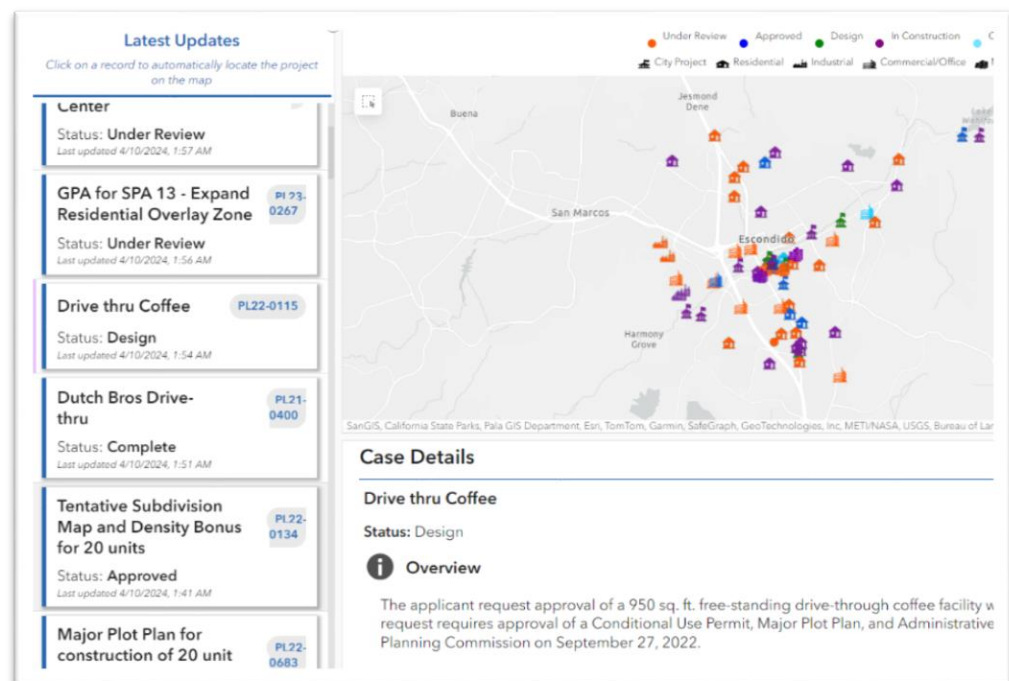 Latest Updates
Click on a record to automatically locate the project
on the map
Center
Status: Under Review
Last updated 4/10/2024, 1:57 AM
GPA for SPA 13 - Expand
Residential Overlay Zone
PL23-
0267
Status: Under Review
Last updated 4/10/2024, 1:56 AM
Drive thru Coffee
PL22-0115
Status: Design
Last updated 4/10/2024, 1:54 AM
Dutch Bros Drive-
thru
PL21-
0400
Status: Complete
Last updated 4/10/2024, 1:51 AM
Tentative Subdivision
Map and Density Bonus
for 20 units
PL22-
0134
Status: Approved
Last updated 4/10/2024, 1:41 AM
Major Plot Plan for
construction of 20 unit
PL22-
0683
Under Review Approved Design In Construction C
City Project Residential Industrial Commercial/Office
Jesmond
Dene
Buena
San Marcos
Escondido
Harmony
Grove
SanGIS, California State Parks, Pala GIS Department, Esri, TomTom, Garmin, SafeGraph, GeoTechnologies, Inc, METI/NASA, USGS, Bureau of Lan
Case Details
Drive thru Coffee
Status: Design
Overview
The applicant request approval of a 950 sq. ft. free-standing drive-through coffee facility w
request requires approval of a Conditional Use Permit, Major Plot Plan, and Administrative
Planning Commission on September 27, 2022.